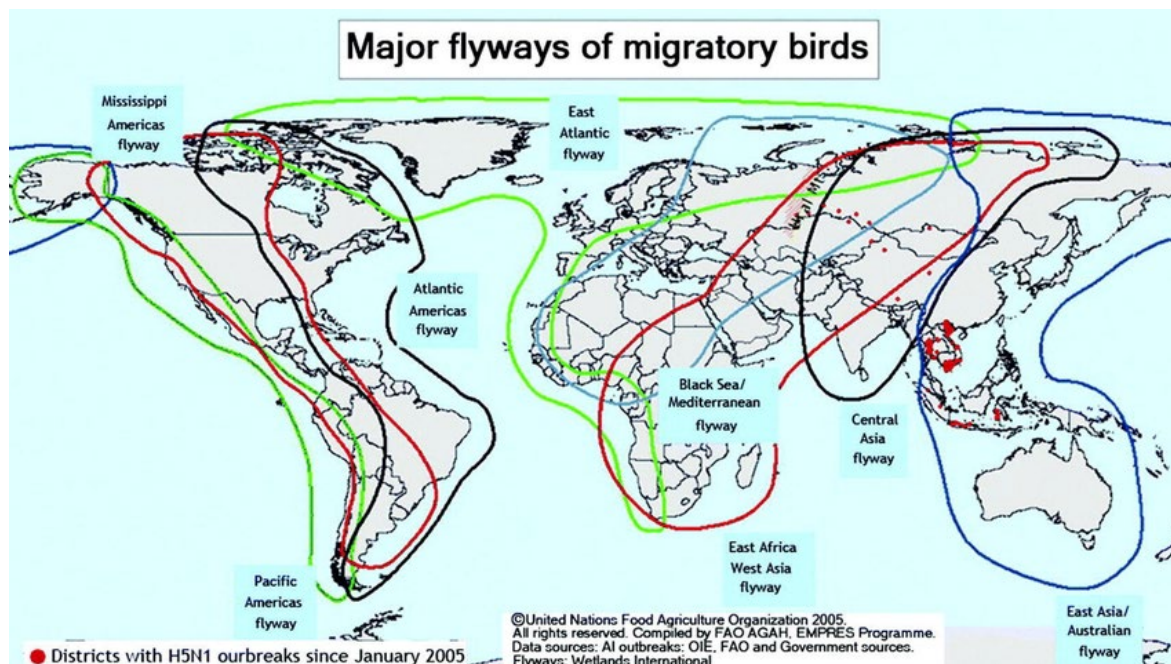 Major flyways of migratory birds
Mississippi
Americas
flyway
East
Atlantic
flyway
Atlantic
Americas
flyway
Black Sea/
Mediterranean
flyway
Central
Asia
flyway
East Africa
West Asia
flyway
Pacific
Americas
flyway
East Asia/
Australian
flyway
©United Nations Food Agriculture Organization 2005.
All rights reserved. Compiled by FAO AGAH, EMPRES Programme.
Data sources: AI outbreaks: OIE, FAO and Government sources.
Flyways: Wetlands International
Districts with H5N1 ourbreaks since January 2005